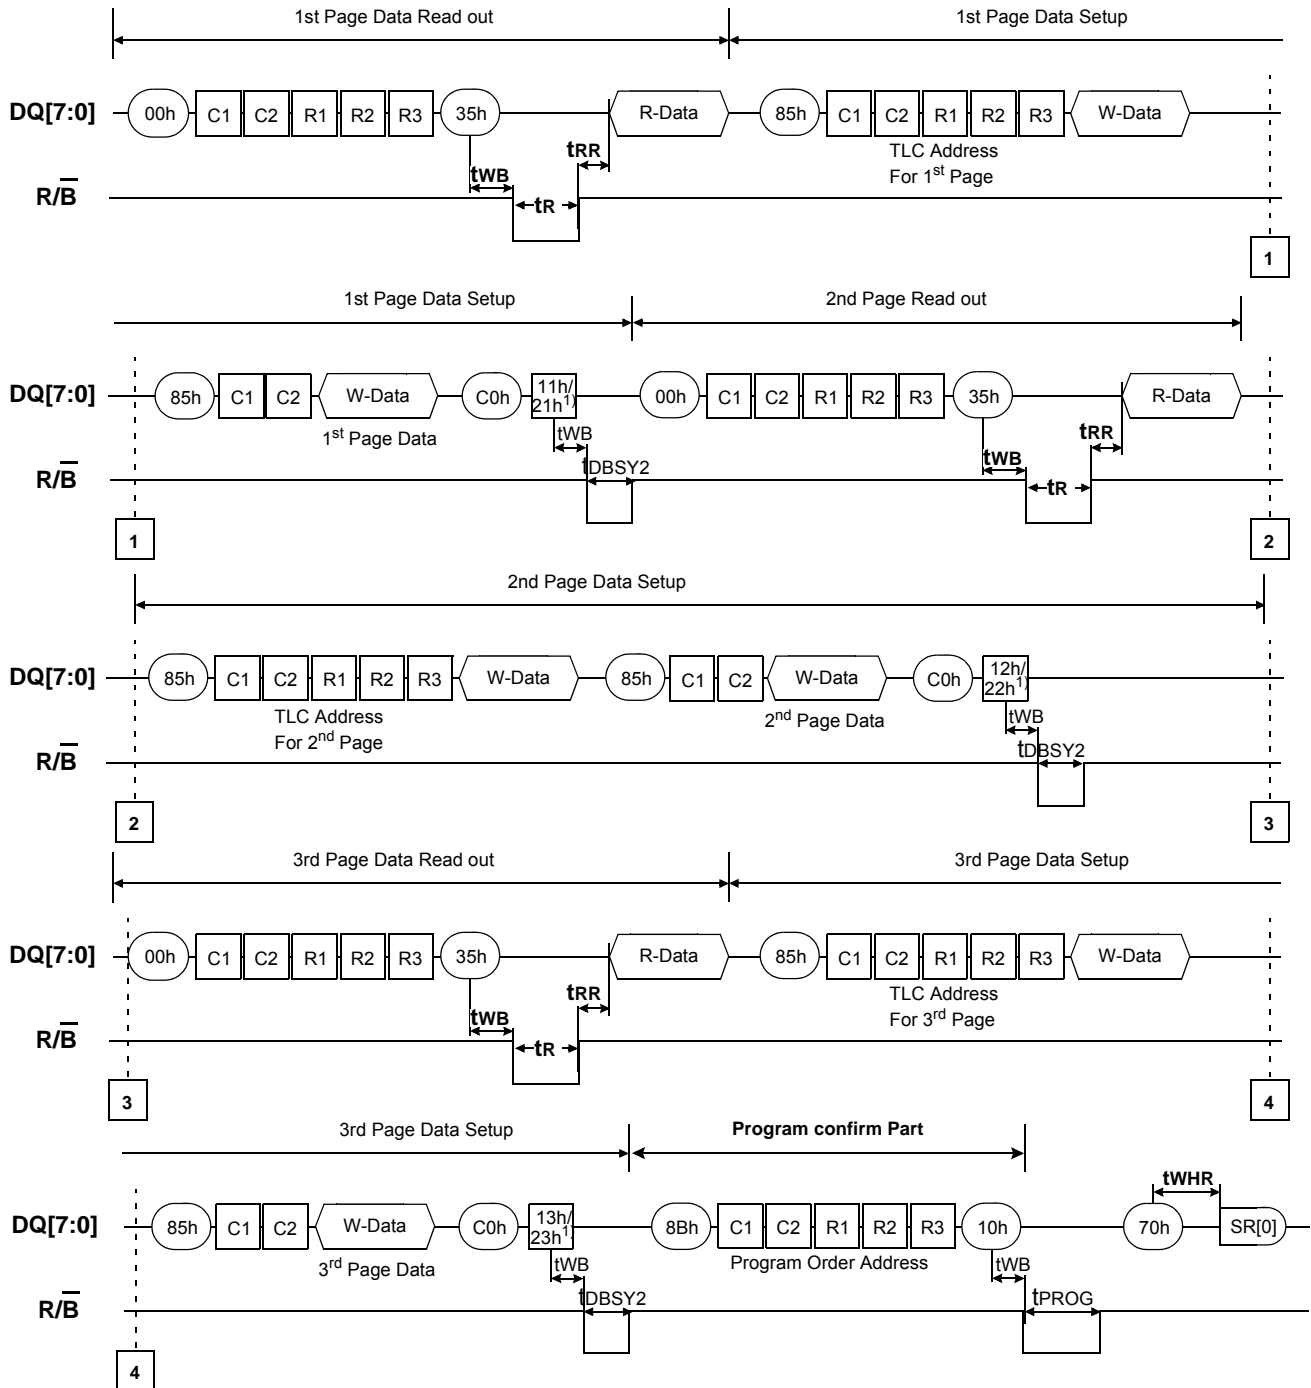 1st Page Data Read out 1st Page Data Setup
DQ[7:0] 00h C1 C2 R1 R2 R3 35h R-Data 85h C1 C2 R1 R2 R3 W-Data
tRR TLC Address
tWB For 1st Page
R/B tR
1
1st Page Data Setup 2nd Page Read out
DQ[7:0] 85h C1 C2 W-Data C0h 11h/ 00h C1 C2 R1 R2 R3 35h R-Data
21h1)
1st Page Data tWB tRR
tDBSY2 tWB
R/B tR
1 2
2nd Page Data Setup
DQ[7:0] 85h C1 C2 R1 R2 R3 W-Data 85h C1 C2 W-Data C0h 12h/
22h1)
TLC Address 2nd Page Data tWB
For 2nd Page tDBSY2
R/B
2 3
3rd Page Data Read out 3rd Page Data Setup
DQ[7:0] 00h C1 C2 R1 R2 R3 35h R-Data 85h C1 C2 R1 R2 R3 W-Data
tRR TLC Address
tWB For 3rd Page
R/B tR
3 4
3rd Page Data Setup Program confirm Part
tWHR
DQ[7:0] 85h C1 C2 W-Data C0h 13h/ 8Bh C1 C2 R1 R2 R3 10h 70h SR[0]
23h1)
3rd Page Data tWB Program Order Address tWB
R/B tDBSY2 tPROG
4